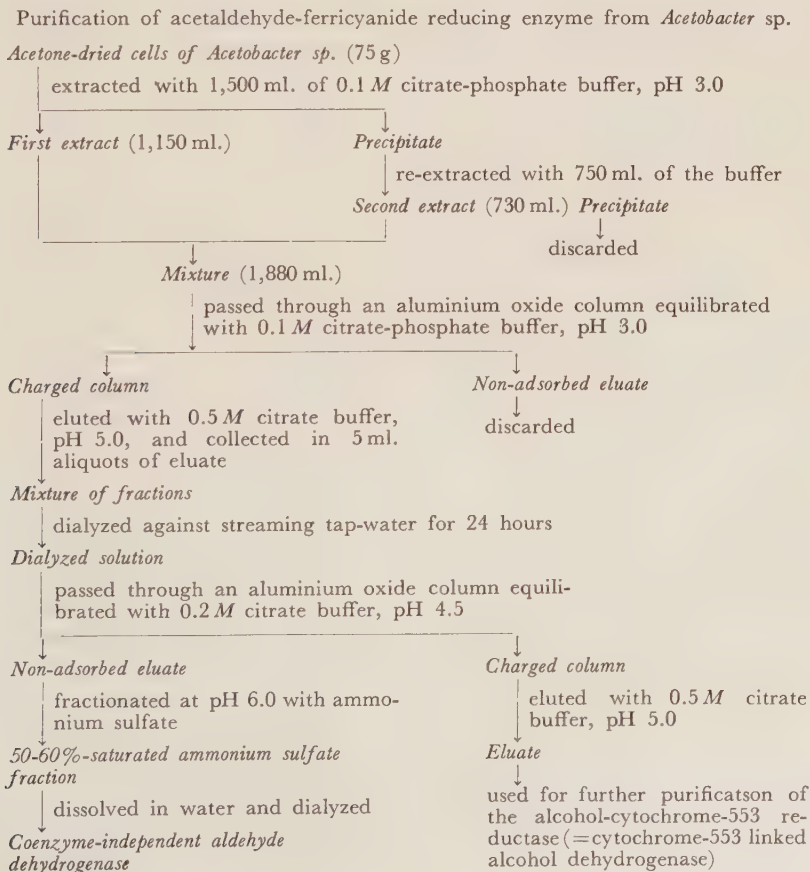 Purification of acetaldehyde-ferricyanide reducing enzyme from Acetobacter sp.
Acetone-dried cells of Acetobacter sp. (75 g)
extracted with 1,500 ml. of 0.1 M citrate-phosphate buffer, pH 3.0
First extract (1,150 ml.)
Precipitate
re-extracted with 750 ml. of the buffer
Second extract (730 ml.) Precipitate
discarded
Mixture (1,880 ml.)
passed through an aluminium oxide column equilibrated
with 0.1 M citrate-phosphate buffer, pH 3.0
Charged column
eluted with 0.5 M citrate buffer,
pH 5.0, and collected in 5 ml.
aliquots of eluate
Non-adsorbed eluate
discarded
Mixture of fractions
dialyzed against streaming tap-water for 24 hours
Dialyzed solution
passed through an aluminium oxide column equili-
brated with 0.2 M citrate buffer, pH 4.5
Non-adsorbed eluate
fractionated at pH 6.0 with ammo-
nium sulfate
50-60%-saturated ammonium sulfate
fraction
dissolved in water and dialyzed
Coenzyme-independent aldehyde
dehydrogenase
Charged column
eluted with 0.5 M citrate
buffer, pH 5.0
Eluate
used for further purificatson of
the alcohol-cytochrome-553 re-
ductase (=cytochrome-553 linked
alcohol dehydrogenase)